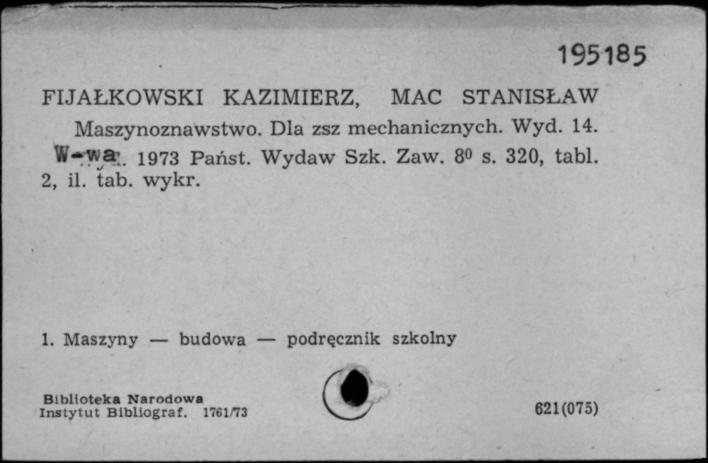 195185
FIJAŁKOWSKI KAZIMIERZ, MAC STANISŁAW
Maszynoznawstwo. Dla zsz mechanicznych. Wyd. 14.
W-wa. 1973 Państ. Wydaw Szk. Zaw. 8⁰ s. 320, tabl.
2, il. tab. wykr.
1. Maszyny — budowa — podręcznik szkolny
Biblioteka Narodowa
Instytut Bibliograf. 1761/73
621(075)